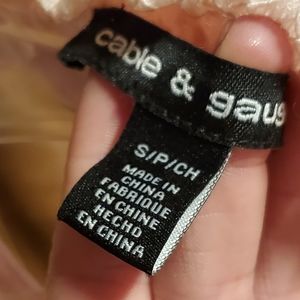 cable & gaug
S/P/CH
MADE IN
CHINA
FABRIQUE
EN CHINE
HECHO
EN CHINA